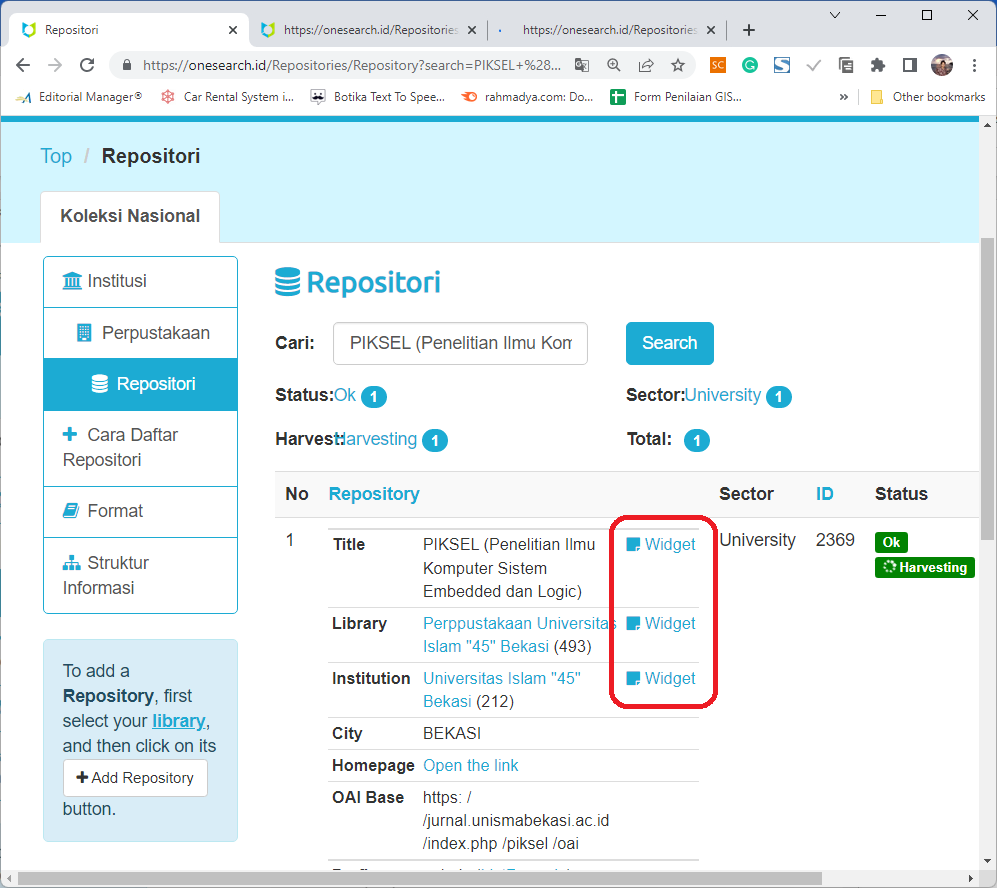 Repositori
https://onesearch.id/Repositories
https://onesearch.id/Repositories
https://onesearch.id/Repositories/Repository?search=PIKSEL+%28...
SC
Editorial Manager®
Car Rental System i...
Botika Text To Spee...
rahmadya.com: Do...
Form Penilaian GIS...
»
Other bookmarks
Top / Repositori
Koleksi Nasional
Institusi
Perpustakaan
Repositori
Cara Daftar
Repositori
Format
Struktur
Informasi
To add a
Repository, first
select your library,
and then click on its
Add Repository
button.
Repositori
Cari: PIKSEL (Penelitian Ilmu Kom Search
Status:Ok 1 Sector:University 1
Harvest:Harvesting 1 Total: 1
No Repository Sector ID Status
1 Title PIKSEL (Penelitian Ilmu Widget University 2369 Ok
Komputer Sistem Harvesting
Embedded dan Logic)
Library Perppustakaan Universitas Widget
Islam "45" Bekasi (493)
Institution Universitas Islam "45" Widget
Bekasi (212)
City BEKASI
Homepage Open the link
OAI Base https: /
/jurnal.unismabekasi.ac.id
/index.php /piksel /oai